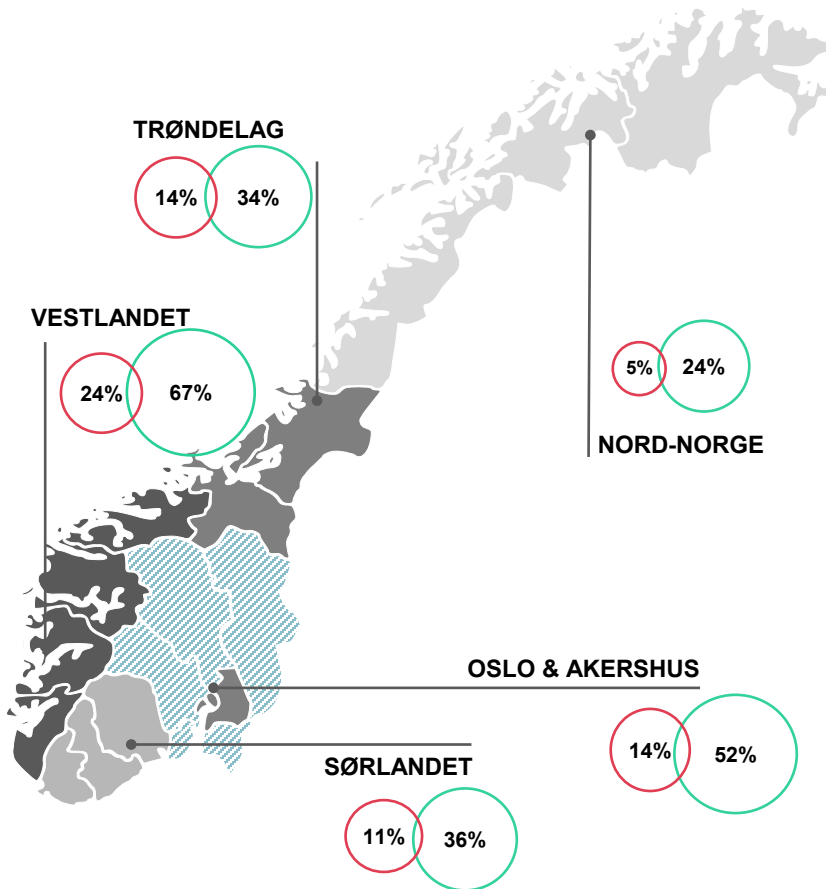 TRØNDELAG
14% 34%
VESTLANDET
24% 67%
5% 24%
NORD-NORGE
OSLO & AKERSHUS
14% 52%
SØRLANDET
11% 36%